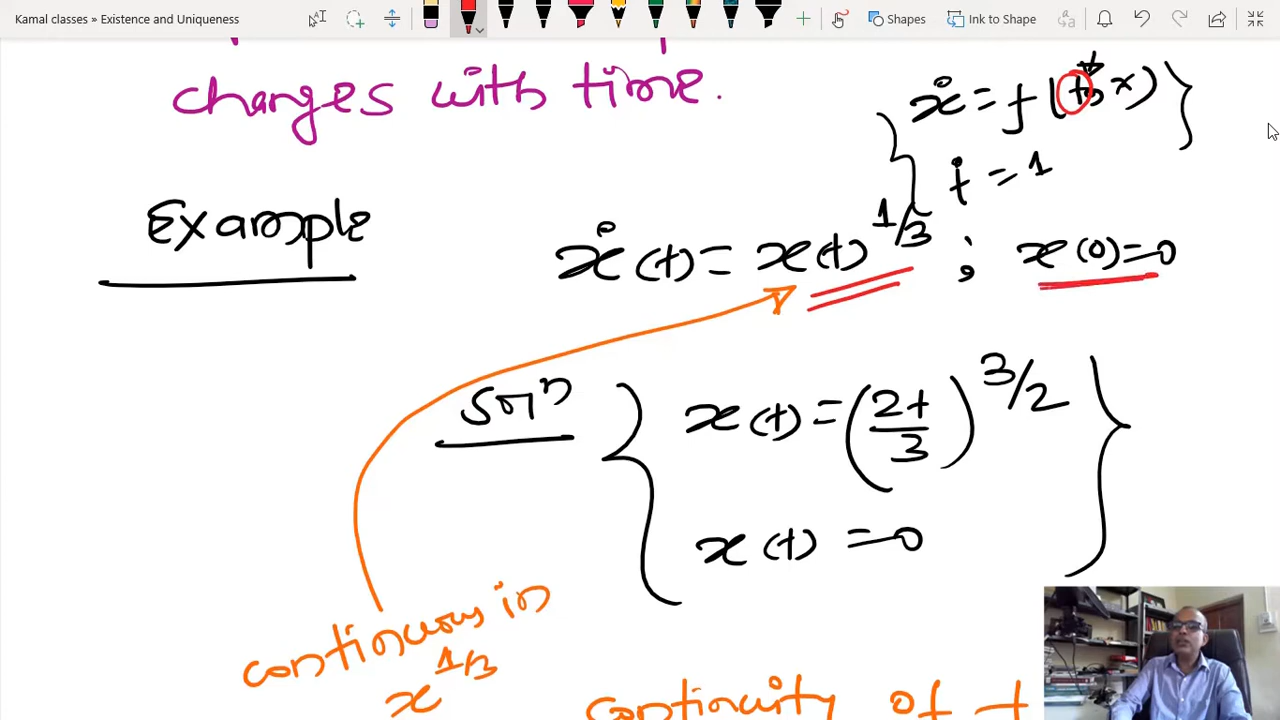 Kamal classes » Existence and Uniqueness
Shapes
Ink to Shape
changes with time.
ẋ = f(t, x)
ṫ = 1
Example
ẋ(t) = x(t)^1/3 ; x(0)=0
Solⁿ
x(t) = (2t/3)^3/2
x(t) = 0
continuous in
x^1/3
continuity of f